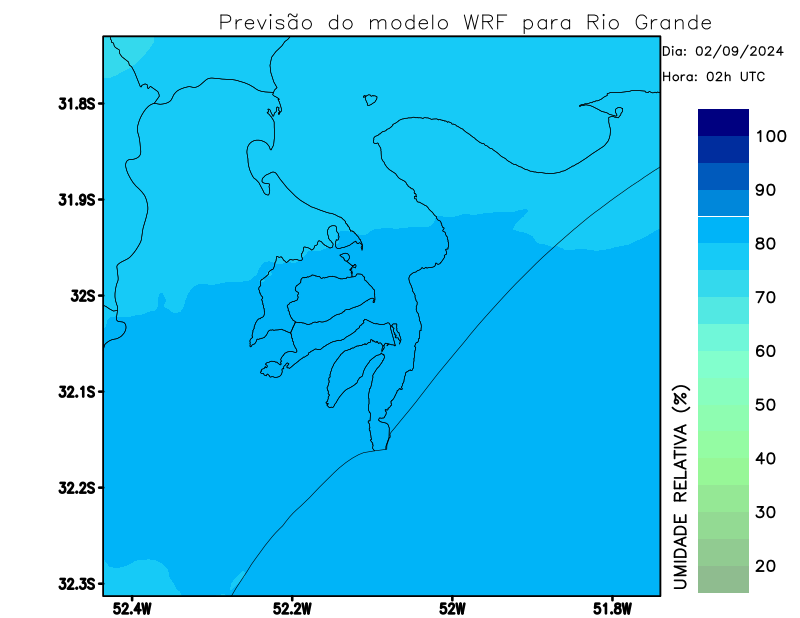 Previsão do modelo WRF para Rio Grande
Dia: 02/09/2024
Hora: 02h UTC
31.8S
31.9S
32S
32.1S
32.2S
32.3S
52.4W
52.2W
52W
51.8W
100
90
80
70
60
50
40
30
20
UMIDADE RELATIVA (%)